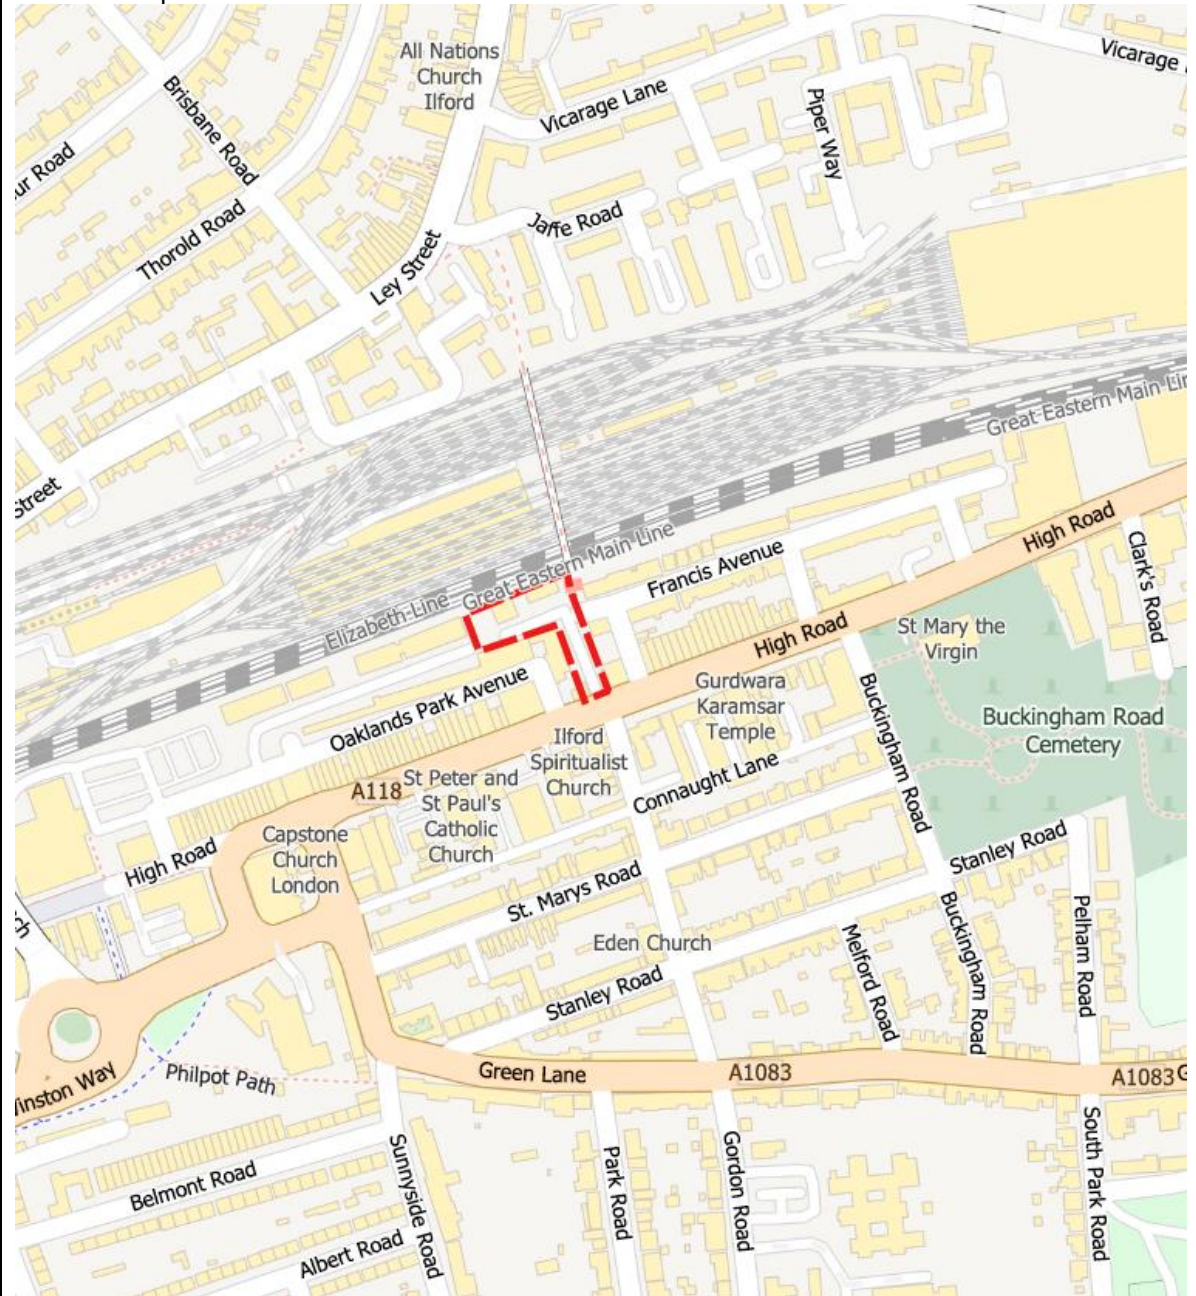 All Nations
Church
Ilford
Vicarage Lane
Vicarage
Piper Way
Brisbane Road
ur Road
Thorold Road
Jaffe Road
Ley Street
Street
Great Eastern Main Lin
Great Eastern Main Line
Elizabeth Line
High Road
Clark's Road
Francis Avenue
High Road
St Mary the
Virgin
Oaklands Park Avenue
Gurdwara
Karamsar
Temple
Buckingham Road
Buckingham Road
Cemetery
Ilford
Spiritualist
Church
Connaught Lane
A118
St Peter and
St Paul's
Catholic
Church
Capstone
Church
London
High Road
St. Marys Road
Stanley Road
Eden Church
Melford Road
Buckingham Road
Pelham Road
Stanley Road
Green Lane
A1083
A1083
G
Philpot Path
inston Way
Belmont Road
Albert Road
Sunnyside Road
Park Road
Gordon Road
South Park Road